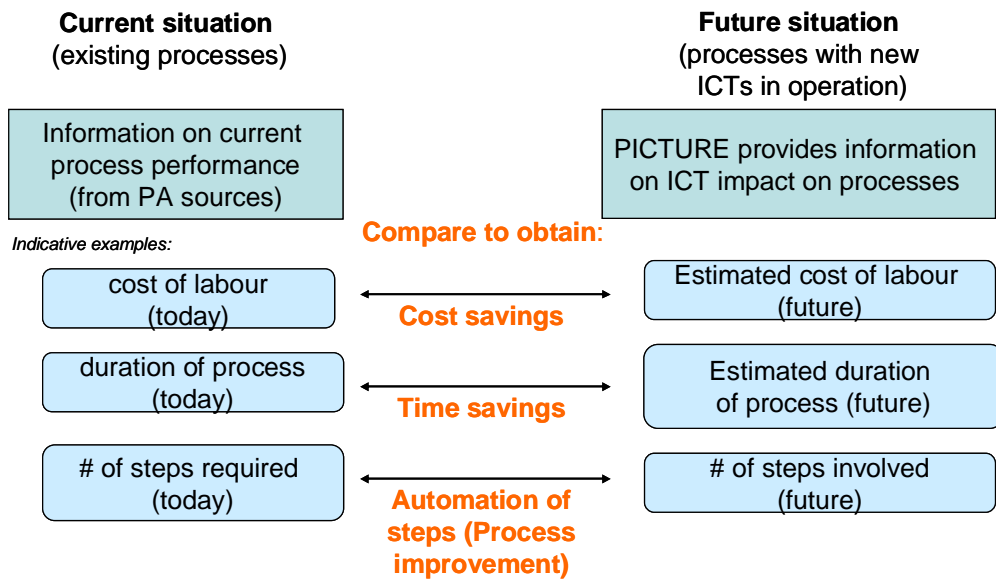 Current situation
(existing processes)
Future situation
(processes with new
ICTs in operation)
Information on current
process performance
(from PA sources)
PICTURE provides information
on ICT impact on processes
Indicative examples:
Compare to obtain:
cost of labour
(today)
Cost savings
Estimated cost of labour
(future)
duration of process
(today)
Time savings
Estimated duration
of process (future)
# of steps required
(today)
Automation of
steps (Process
improvement)
# of steps involved
(future)